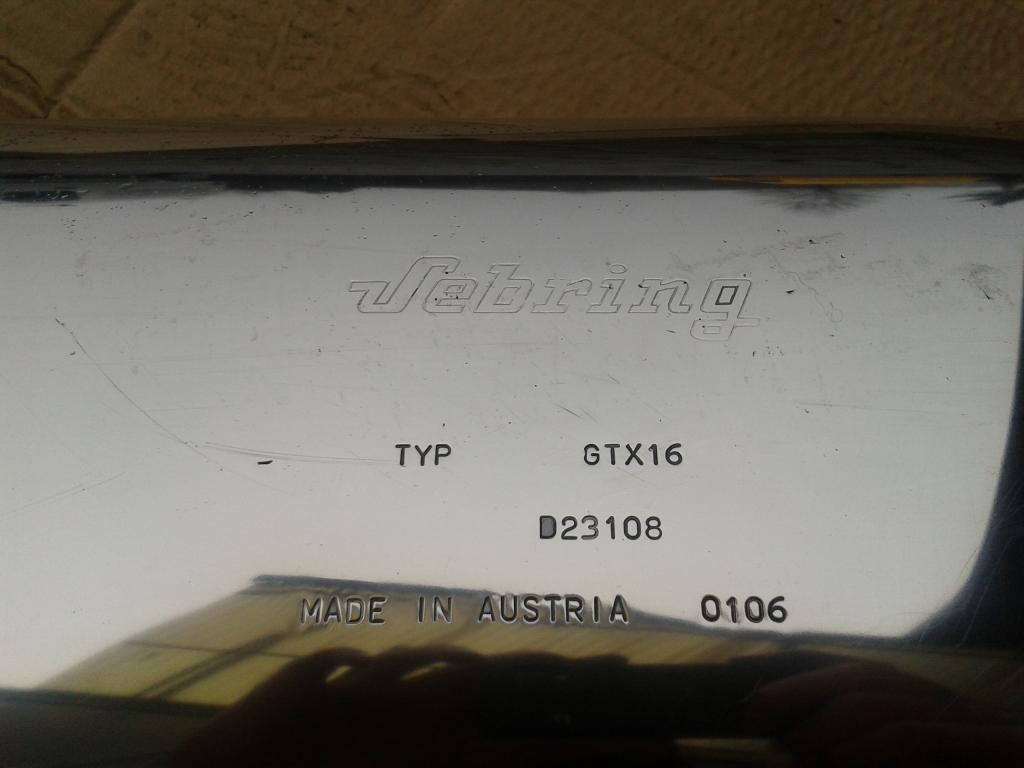 Sebring
TYP GTX16
D23108
MADE IN AUSTRIA 0106